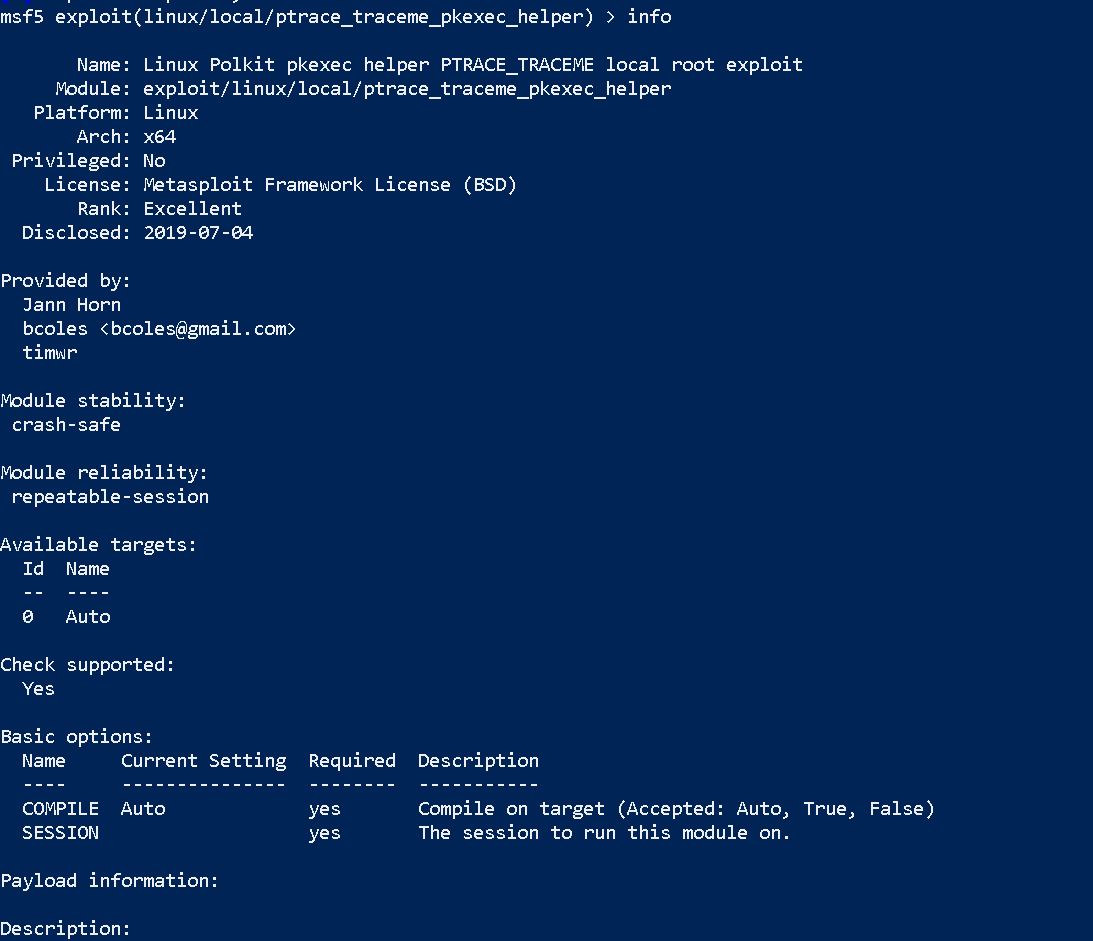 msf5 exploit(linux/local/ptrace_traceme_pkexec_helper) > info
Name: Linux Polkit pkexec helper PTRACE_TRACEME local root exploit
Module: exploit/linux/local/ptrace_traceme_pkexec_helper
Platform: Linux
Arch: x64
Privileged: No
License: Metasploit Framework License (BSD)
Rank: Excellent
Disclosed: 2019-07-04
Provided by:
Jann Horn
bcoles <bcoles@gmail.com>
timwr
Module stability:
crash-safe
Module reliability:
repeatable-session
Available targets:
Id  Name
--  ----
0   Auto
Check supported:
Yes
Basic options:
Name     Current Setting  Required  Description
----     ---------------  --------  -----------
COMPILE  Auto             yes       Compile on target (Accepted: Auto, True, False)
SESSION                   yes       The session to run this module on.
Payload information:
Description: